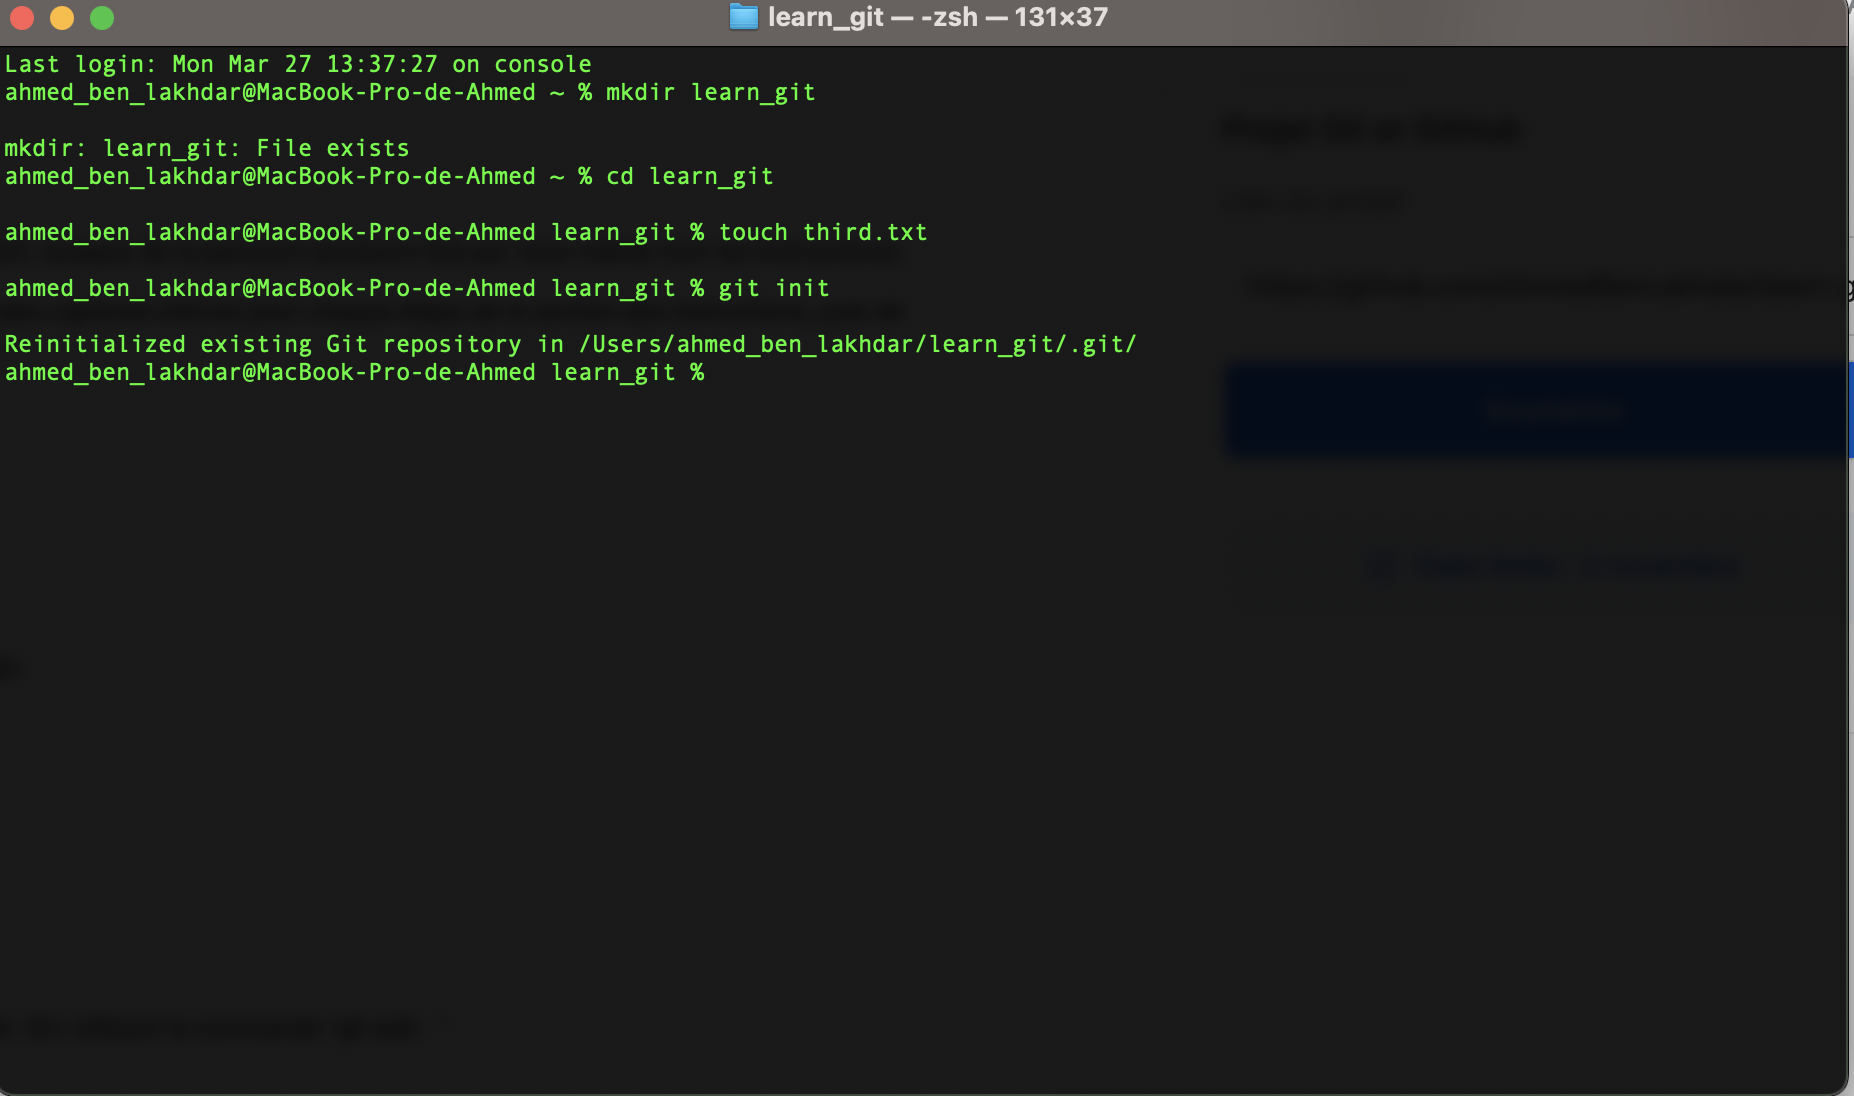 learn_git — -zsh — 131×37
Last login: Mon Mar 27 13:37:27 on console
ahmed_ben_lakhdar@MacBook-Pro-de-Ahmed ~ % mkdir learn_git
mkdir: learn_git: File exists
ahmed_ben_lakhdar@MacBook-Pro-de-Ahmed ~ % cd learn_git
ahmed_ben_lakhdar@MacBook-Pro-de-Ahmed learn_git % touch third.txt
ahmed_ben_lakhdar@MacBook-Pro-de-Ahmed learn_git % git init
Reinitialized existing Git repository in /Users/ahmed_ben_lakhdar/learn_git/.git/
ahmed_ben_lakhdar@MacBook-Pro-de-Ahmed learn_git %